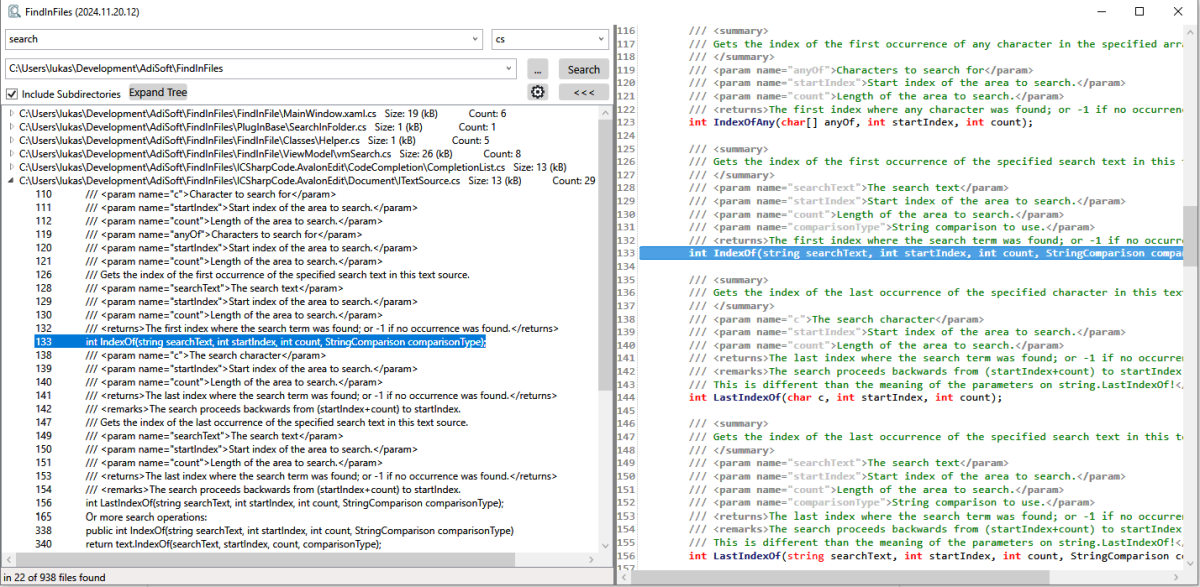 FindInFiles (2024.11.20.12)
search
cs
C:\Users\lukas\Development\AdiSoft\FindInFiles
...
Search
Include Subdirectories
Expand Tree
<<<
C:\Users\lukas\Development\AdiSoft\FindInFiles\FindInFile\MainWindow.xaml.cs Size: 19 (kB) Count: 6
C:\Users\lukas\Development\AdiSoft\FindInFiles\PlugInBase\SearchInFolder.cs Size: 1 (kB) Count: 1
C:\Users\lukas\Development\AdiSoft\FindInFiles\FindInFile\Classes\Helper.cs Size: 1 (kB) Count: 5
C:\Users\lukas\Development\AdiSoft\FindInFiles\FindInFile\ViewModel\vmSearch.cs Size: 26 (kB) Count: 8
C:\Users\lukas\Development\AdiSoft\FindInFiles\ICSharpCode.AvalonEdit\CodeCompletion\CompletionList.cs Size: 13 (kB)
C:\Users\lukas\Development\AdiSoft\FindInFiles\ICSharpCode.AvalonEdit\Document\ITextSource.cs Size: 13 (kB) Count: 29
110 /// <param name="c">Character to search for</param>
111 /// <param name="startIndex">Start index of the area to search.</param>
112 /// <param name="count">Length of the area to search.</param>
119 /// <param name="anyOf">Characters to search for</param>
120 /// <param name="startIndex">Start index of the area to search.</param>
121 /// <param name="count">Length of the area to search.</param>
126 /// Gets the index of the first occurrence of the specified search text in this text source.
128 /// <param name="searchText">The search text</param>
129 /// <param name="startIndex">Start index of the area to search.</param>
130 /// <param name="count">Length of the area to search.</param>
132 /// <returns>The first index where the search term was found; or -1 if no occurrence was found.</returns>
133 int IndexOf(string searchText, int startIndex, int count, StringComparison comparisonType);
138 /// <param name="c">The search character</param>
139 /// <param name="startIndex">Start index of the area to search.</param>
140 /// <param name="count">Length of the area to search.</param>
141 /// <returns>The last index where the search term was found; or -1 if no occurrence was found.</returns>
142 /// <remarks>The search proceeds backwards from (startIndex+count) to startIndex.
147 /// Gets the index of the last occurrence of the specified search text in this text source.
149 /// <param name="searchText">The search text</param>
150 /// <param name="startIndex">Start index of the area to search.</param>
151 /// <param name="count">Length of the area to search.</param>
153 /// <returns>The last index where the search term was found; or -1 if no occurrence was found.</returns>
154 /// <remarks>The search proceeds backwards from (startIndex+count) to startIndex.
156 int LastIndexOf(string searchText, int startIndex, int count, StringComparison comparisonType);
165 Or more search operations:
338 public int IndexOf(string searchText, int startIndex, int count, StringComparison comparisonType)
340 return text.IndexOf(searchText, startIndex, count, comparisonType);
in 22 of 938 files found
116 /// <summary>
117 /// Gets the index of the first occurrence of any character in the specified arr
118 /// </summary>
119 /// <param name="anyOf">Characters to search for</param>
120 /// <param name="startIndex">Start index of the area to search.</param>
121 /// <param name="count">Length of the area to search.</param>
122 /// <returns>The first index where any character was found; or -1 if no occurren
123 int IndexOfAny(char[] anyOf, int startIndex, int count);
124
125 /// <summary>
126 /// Gets the index of the first occurrence of the specified search text in this
127 /// </summary>
128 /// <param name="searchText">The search text</param>
129 /// <param name="startIndex">Start index of the area to search.</param>
130 /// <param name="count">Length of the area to search.</param>
131 /// <param name="comparisonType">String comparison to use.</param>
132 /// <returns>The first index where the search term was found; or -1 if no occurr
133 int IndexOf(string searchText, int startIndex, int count, StringComparison compa
134
135 /// <summary>
136 /// Gets the index of the last occurrence of the specified character in this tex
137 /// </summary>
138 /// <param name="c">The search character</param>
139 /// <param name="startIndex">Start index of the area to search.</param>
140 /// <param name="count">Length of the area to search.</param>
141 /// <returns>The last index where the search term was found; or -1 if no occurre
142 /// <remarks>The search proceeds backwards from (startIndex+count) to startIndex
143 /// This is different than the meaning of the parameters on string.LastIndexOf!<
144 int LastIndexOf(char c, int startIndex, int count);
145
146 /// <summary>
147 /// Gets the index of the last occurrence of the specified search text in this t
148 /// </summary>
149 /// <param name="searchText">The search text</param>
150 /// <param name="startIndex">Start index of the area to search.</param>
151 /// <param name="count">Length of the area to search.</param>
152 /// <param name="comparisonType">String comparison to use.</param>
153 /// <returns>The last index where the search term was found; or -1 if no occurre
154 /// <remarks>The search proceeds backwards from (startIndex+count) to startIndex
155 /// This is different than the meaning of the parameters on string.LastIndexOf!<
156 int LastIndexOf(string searchText, int startIndex, int count, StringComparison c
157